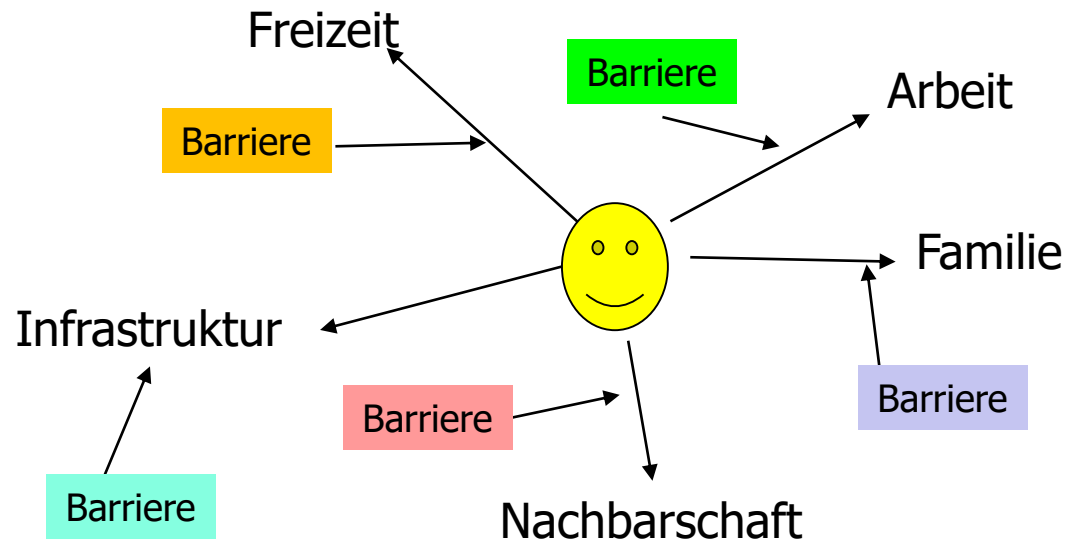 Freizeit
Barriere
Arbeit
Barriere
Familie
Infrastruktur
Barriere
Barriere
Barriere
Nachbarschaft